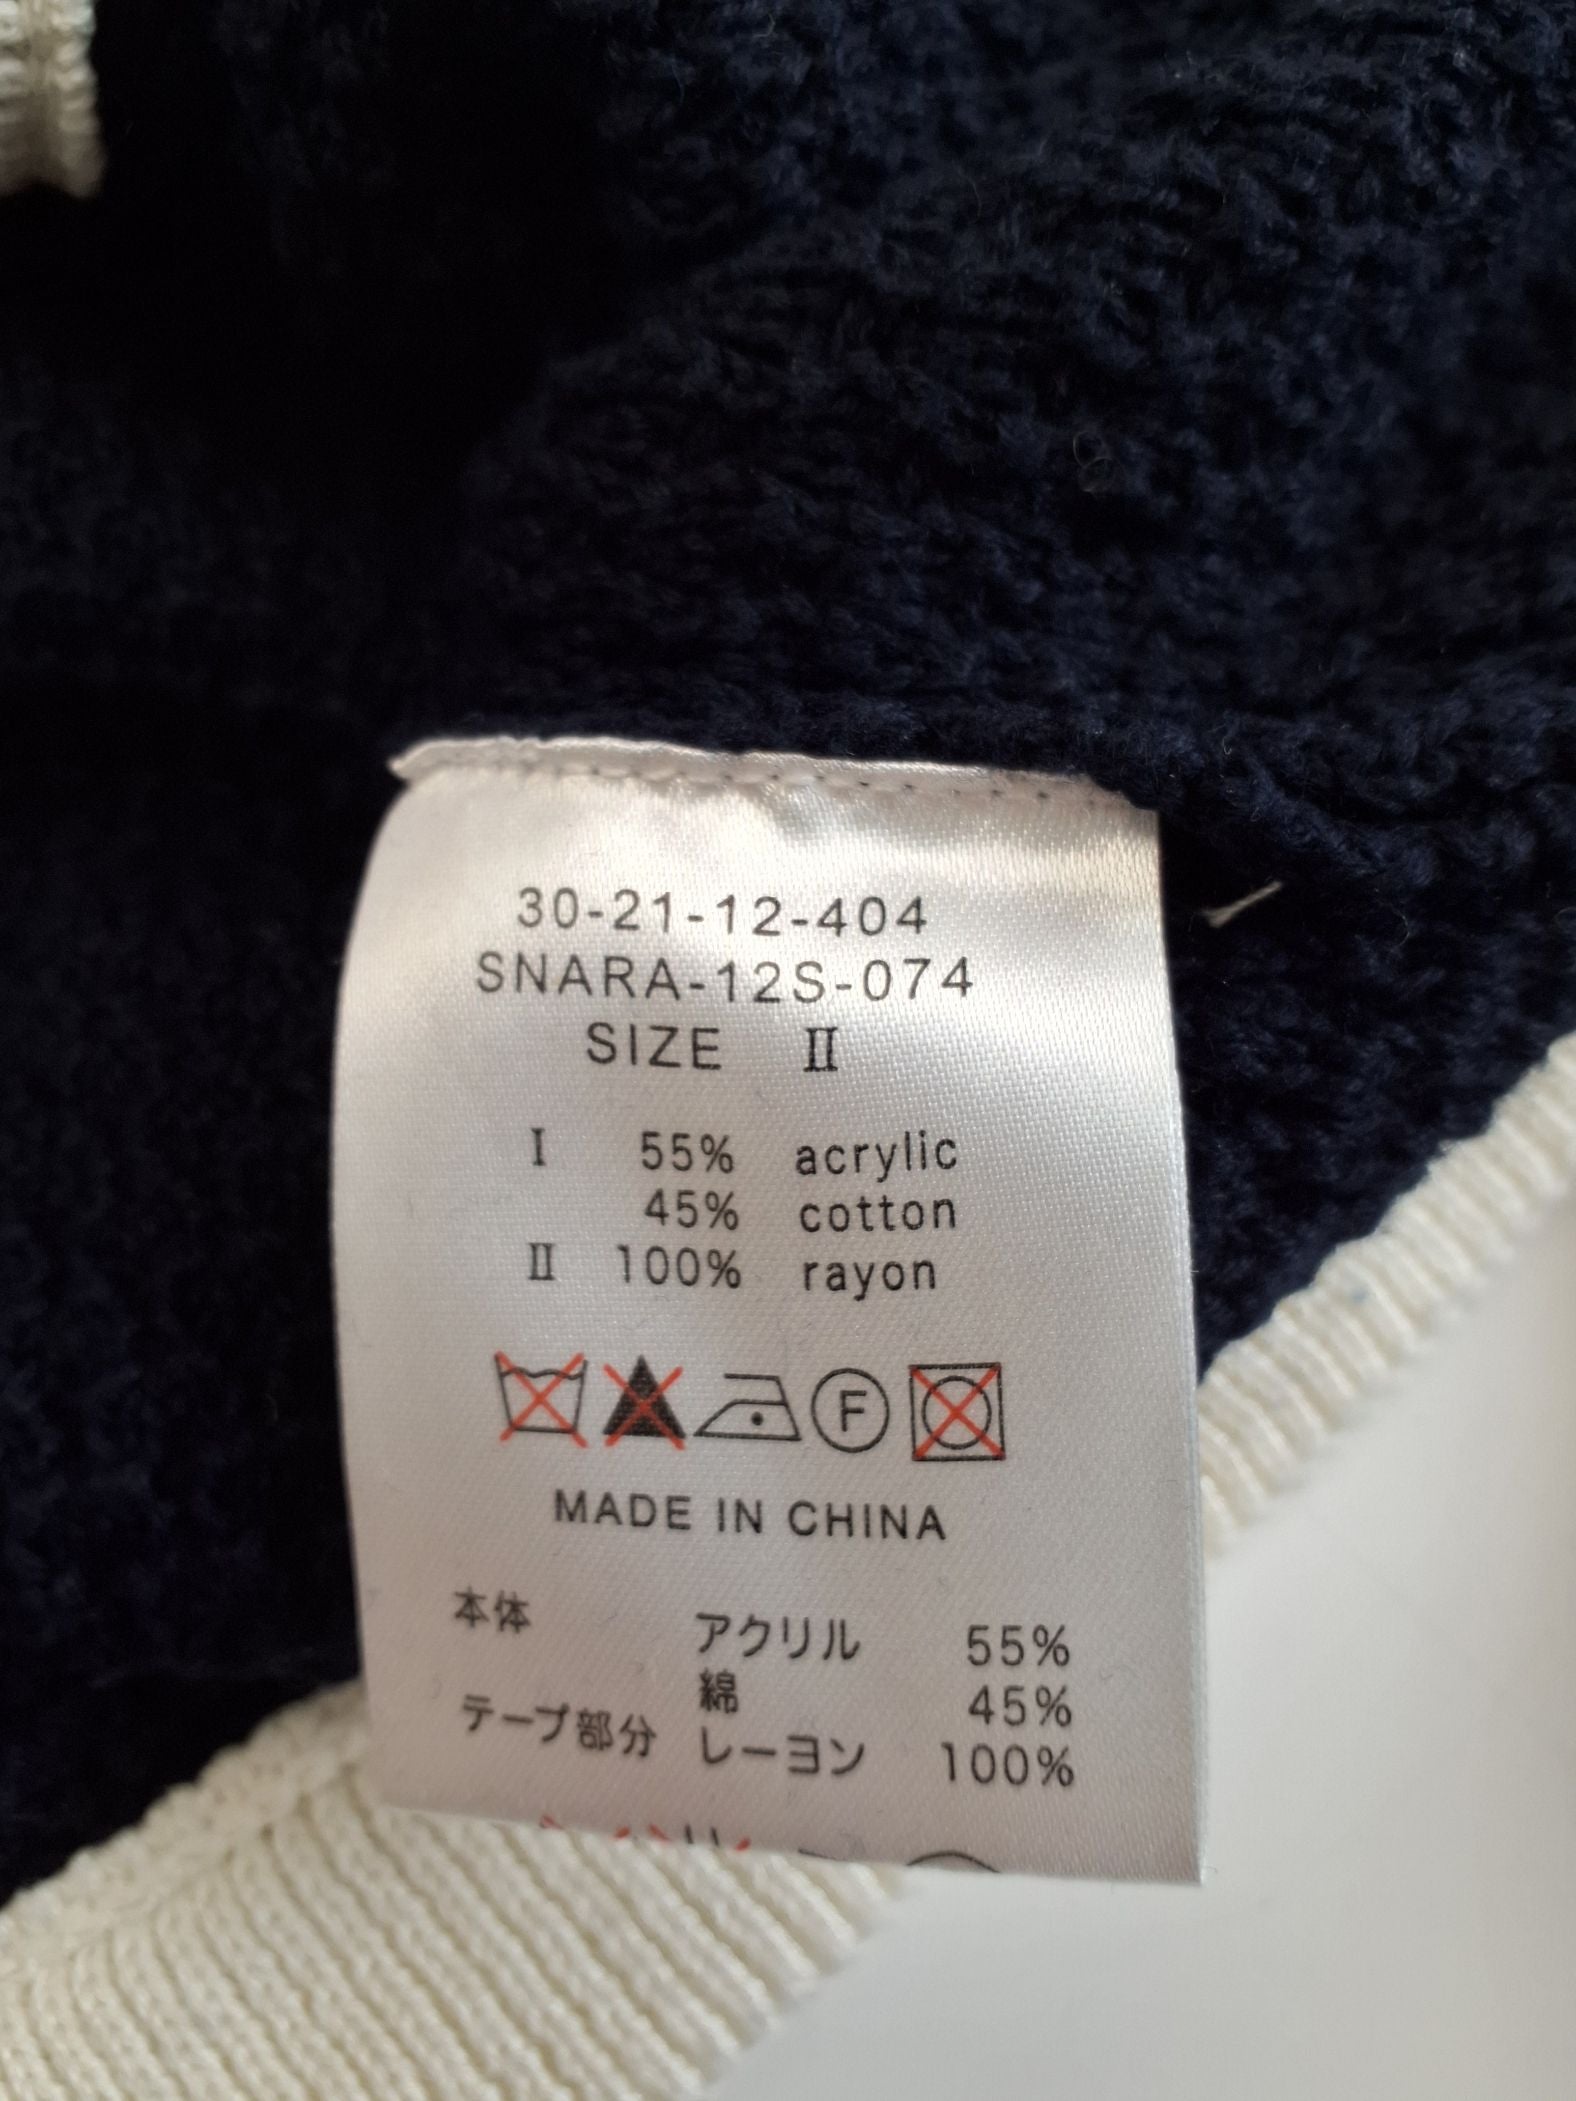 30-21-12-404
SNARA-12S-074
SIZE Ⅱ
Ⅰ 55% acrylic
45% cotton
Ⅱ 100% rayon
F
MADE IN CHINA
本体 アクリル 55%
綿 45%
テープ部分 レーヨン 100%